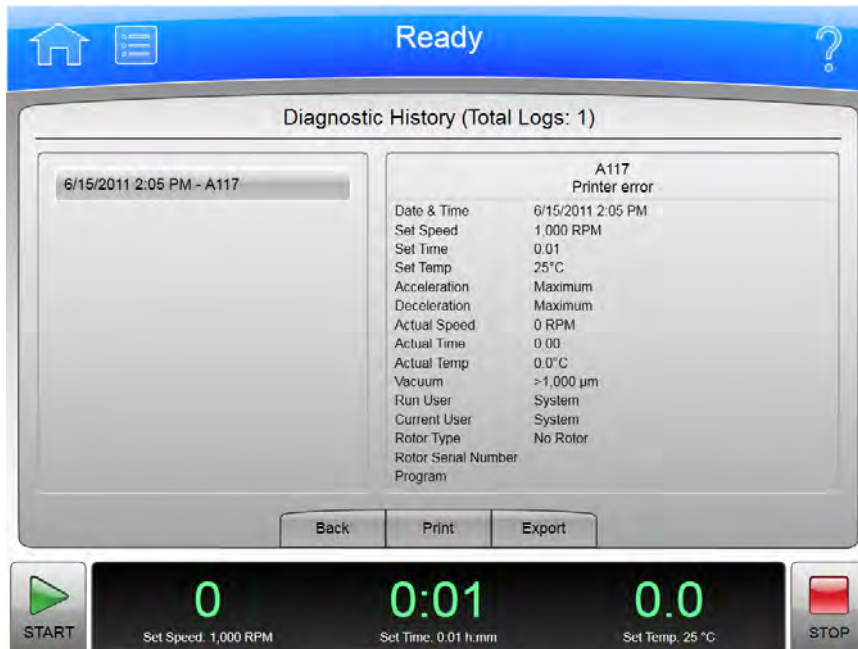 Ready
?
Diagnostic History (Total Logs: 1)
6/15/2011 2:05 PM - A117
A117
Printer error
Date & Time 6/15/2011 2:05 PM
Set Speed 1,000 RPM
Set Time 0.01
Set Temp 25°C
Acceleration Maximum
Deceleration Maximum
Actual Speed 0 RPM
Actual Time 0.00
Actual Temp 0.0°C
Vacuum >1,000 µm
Run User System
Current User System
Rotor Type No Rotor
Rotor Serial Number
Program
Back Print Export
0 0:01 0.0
START Set Speed: 1,000 RPM Set Time: 0:01 h:mm Set Temp: 25 °C STOP